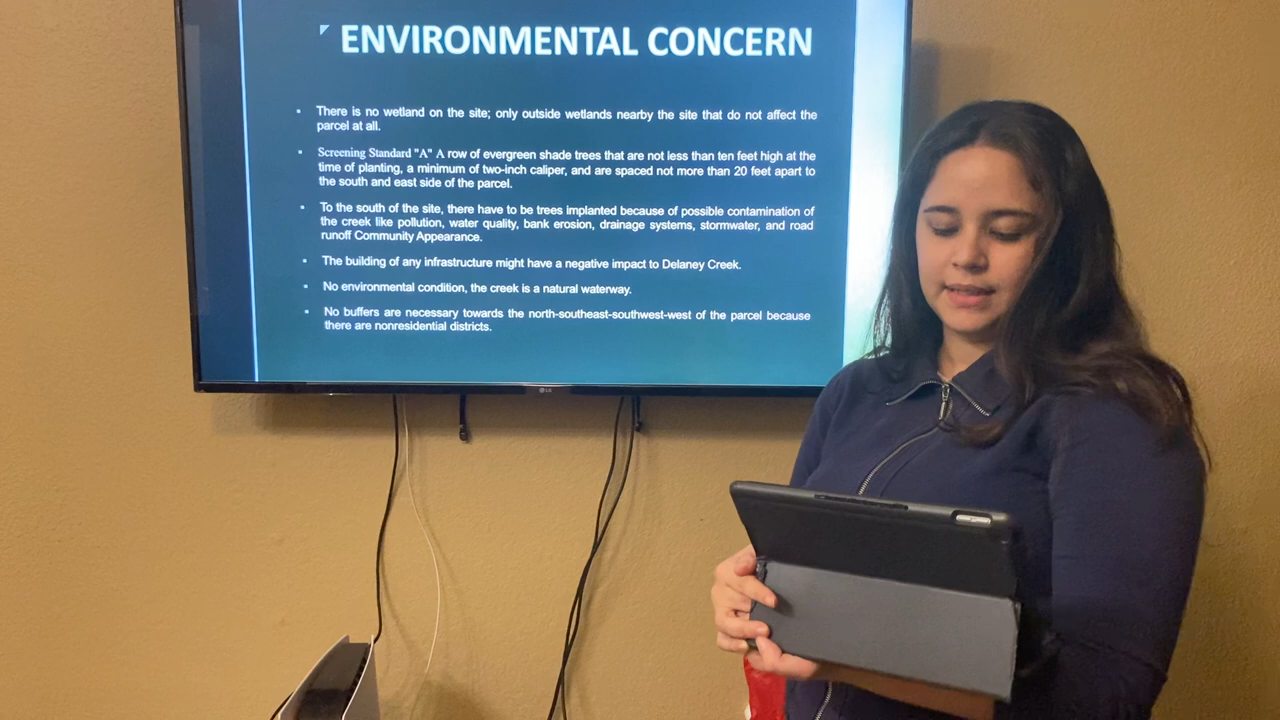 ENVIRONMENTAL CONCERN
▪ There is no wetland on the site; only outside wetlands nearby the site that do not affect the
parcel at all.
▪ Screening Standard "A" A row of evergreen shade trees that are not less than ten feet high at the
time of planting, a minimum of two-inch caliper, and are spaced not more than 20 feet apart to
the south and east side of the parcel.
▪ To the south of the site, there have to be trees implanted because of possible contamination of
the creek like pollution, water quality, bank erosion, drainage systems, stormwater, and road
runoff Community Appearance.
▪ The building of any infrastructure might have a negative impact to Delaney Creek.
▪ No environmental condition, the creek is a natural waterway.
▪ No buffers are necessary towards the north-southeast-southwest-west of the parcel because
there are nonresidential districts.
LG